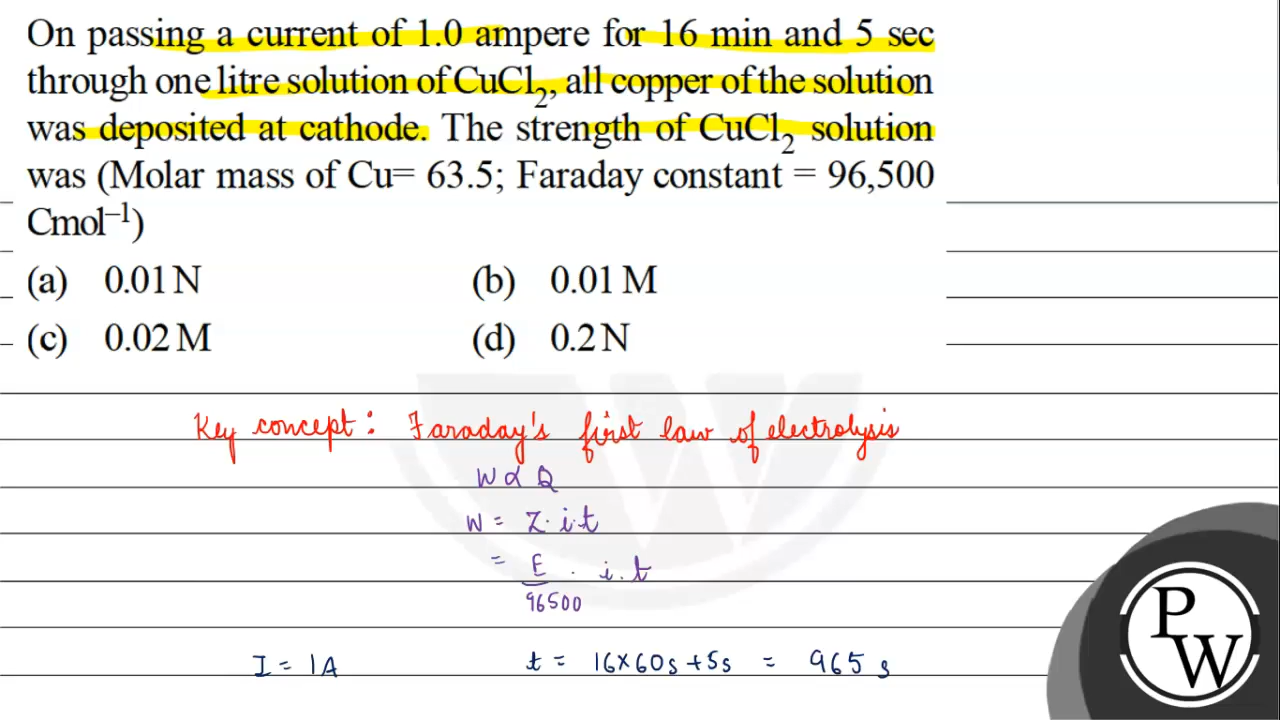 On passing a current of 1.0 ampere for 16 min and 5 sec
through one litre solution of CuCl₂, all copper of the solution
was deposited at cathode. The strength of CuCl₂ solution
was (Molar mass of Cu= 63.5; Faraday constant = 96,500
Cmol⁻¹)
(a) 0.01 N (b) 0.01 M
(c) 0.02 M (d) 0.2 N
Key concept: Faraday's first law of electrolysis
W ∝ Q
W = Z. i.t
= E/96500 . i.t
I = 1A t = 16×60s + 5s = 965 s
P
W